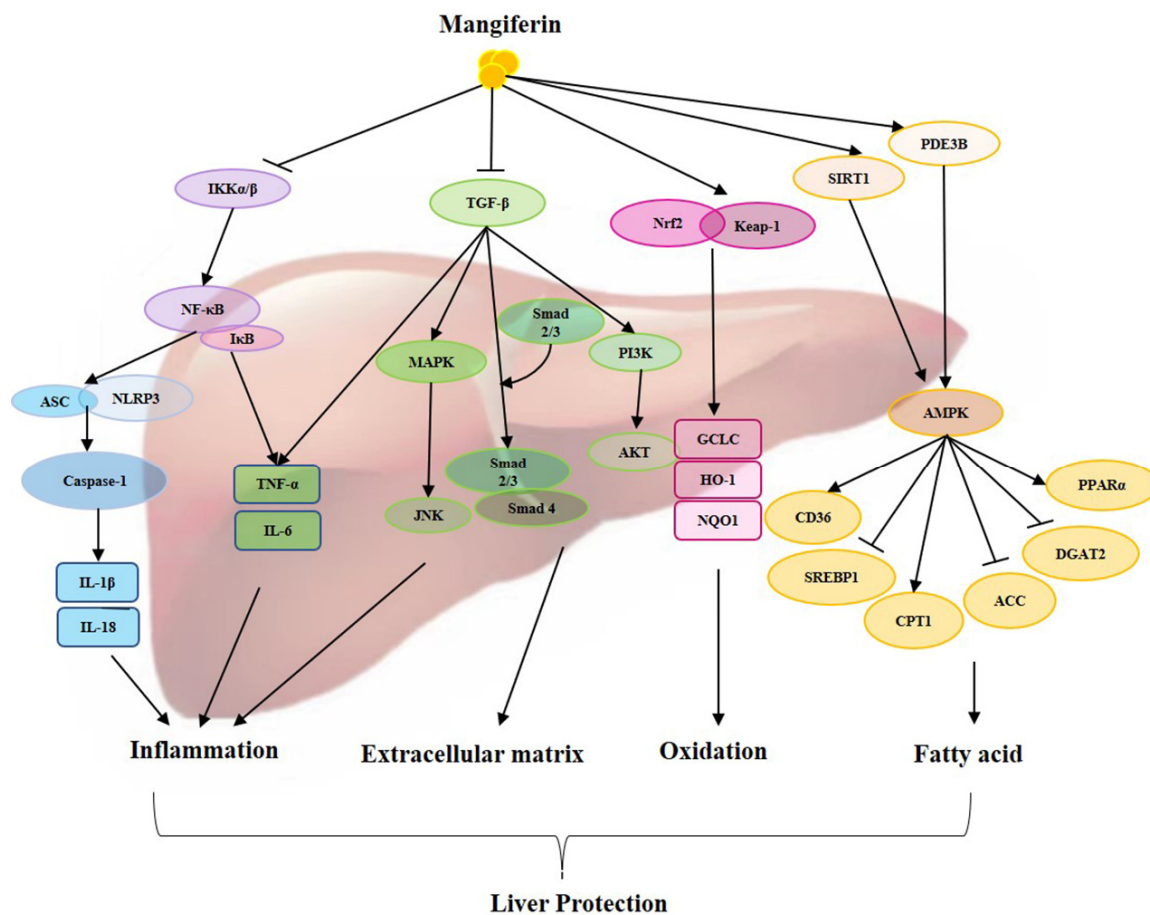 Mangiferin
PDE3B
SIRT1
IKKα/β
TGF-β
Nrf2
Keap-1
NF-κB
IκB
Smad
2/3
MAPK
PI3K
ASC
NLRP3
AMPK
GCLC
AKT
Caspase-1
TNF-α
Smad
2/3
HO-1
PPARα
Smad 4
JNK
CD36
IL-6
NQO1
DGAT2
SREBP1
IL-1β
ACC
CPT1
IL-18
Inflammation
Extracellular matrix
Oxidation
Fatty acid
Liver Protection